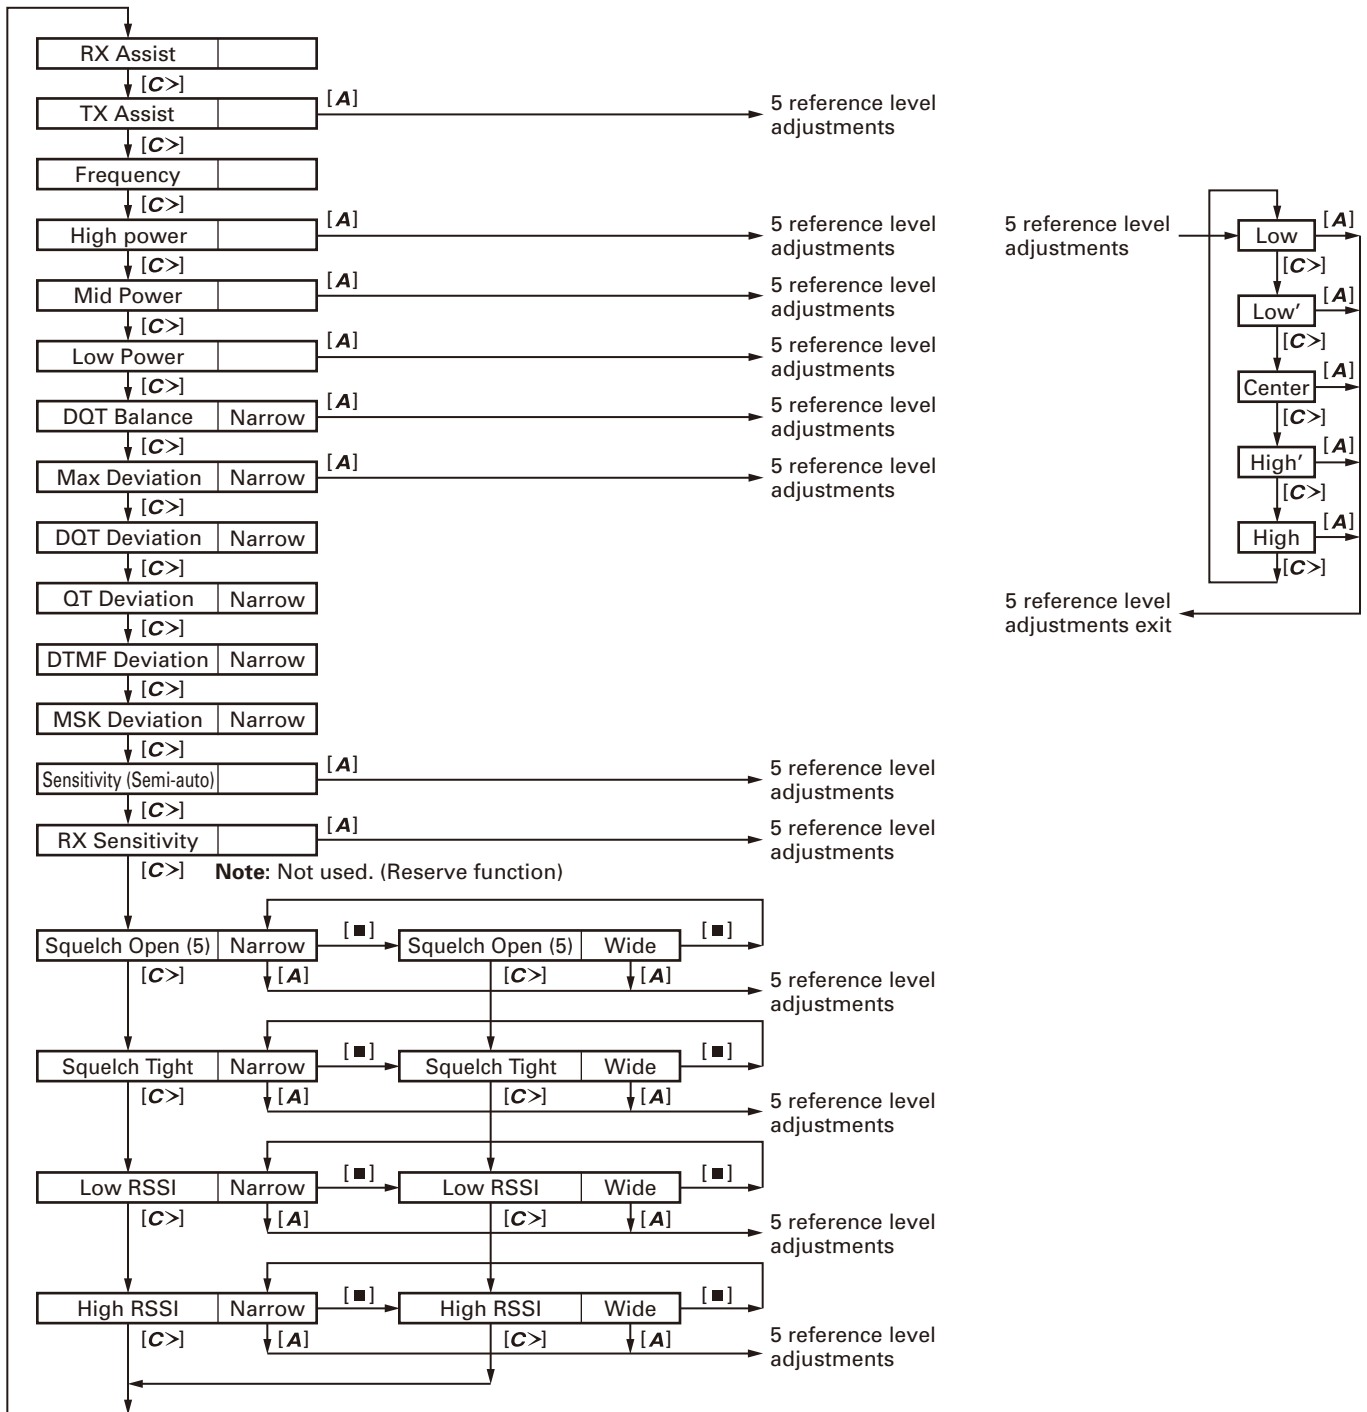 RX Assist
[C>]
TX Assist
[A]
5 reference level
adjustments
[C>]
Frequency
[C>]
High power
[A]
5 reference level
adjustments
[C>]
Mid Power
[A]
5 reference level
adjustments
[C>]
Low Power
[A]
5 reference level
adjustments
[C>]
DQT Balance Narrow
[A]
5 reference level
adjustments
[C>]
Max Deviation Narrow
[A]
5 reference level
adjustments
[C>]
DQT Deviation Narrow
[C>]
QT Deviation Narrow
[C>]
DTMF Deviation Narrow
[C>]
MSK Deviation Narrow
[C>]
Sensitivity (Semi-auto)
[A]
5 reference level
adjustments
[C>]
RX Sensitivity
[A]
5 reference level
adjustments
[C>]
Note: Not used. (Reserve function)
Squelch Open (5) Narrow [■] Squelch Open (5) Wide [■]
[C>] [A] [C>] [A]
5 reference level
adjustments
Squelch Tight Narrow [■] Squelch Tight Wide [■]
[C>] [A] [C>] [A]
5 reference level
adjustments
Low RSSI Narrow [■] Low RSSI Wide [■]
[C>] [A] [C>] [A]
5 reference level
adjustments
High RSSI Narrow [■] High RSSI Wide [■]
[C>] [A] [C>] [A]
5 reference level
adjustments
5 reference level
adjustments
Low [A]
[C>]
Low’ [A]
[C>]
Center [A]
[C>]
High’ [A]
[C>]
High [A]
[C>]
5 reference level
adjustments exit